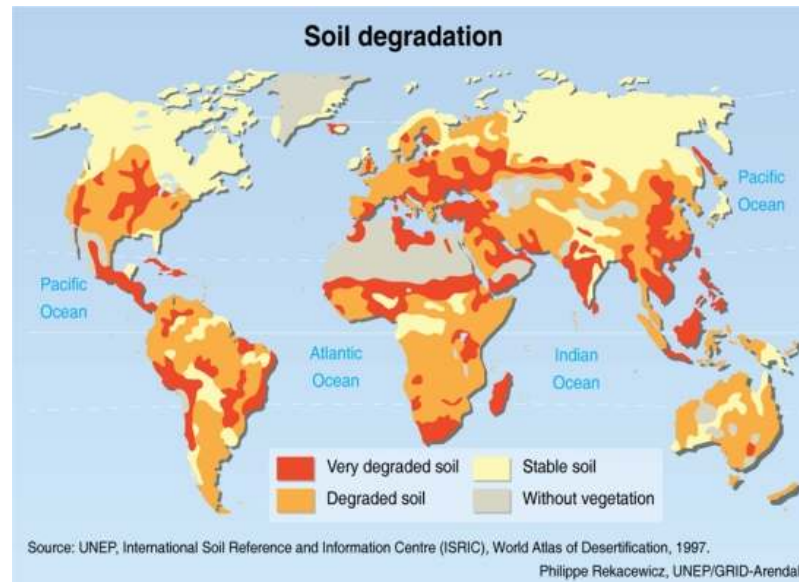 Soil degradation
Pacific
Ocean
Pacific
Ocean
Atlantic
Ocean
Indian
Ocean
Very degraded soil
Stable soil
Degraded soil
Without vegetation
Source: UNEP, International Soil Reference and Information Centre (ISRIC), World Atlas of Desertification, 1997.
Philippe Rekacewicz, UNEP/GRID-Arendal